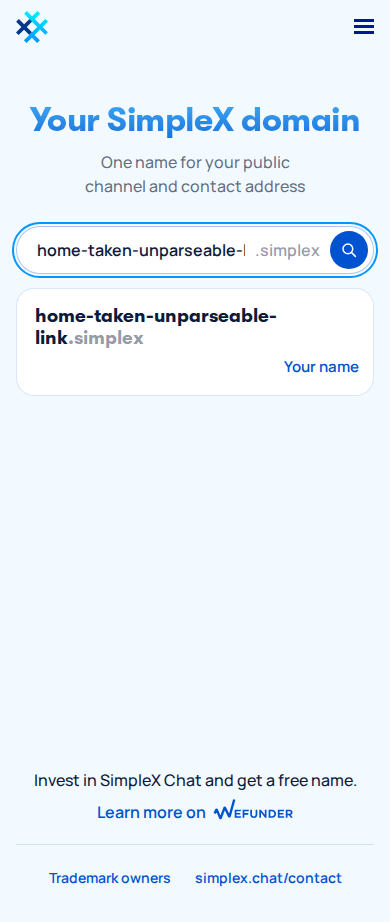 Your SimpleX domain
One name for your public
channel and contact address
home-taken-unparseable- .simplex
home-taken-unparseable-
link.simplex
Your name
Invest in SimpleX Chat and get a free name.
Learn more on WEFUNDER
Trademark owners simplex.chat/contact